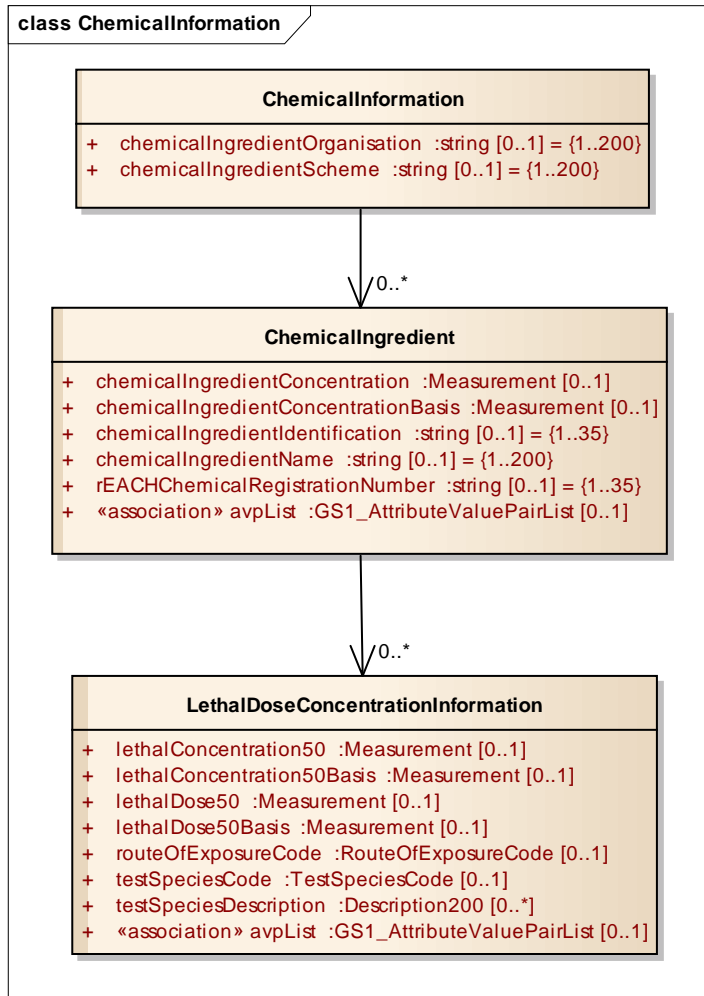 class ChemicalInformation
ChemicalInformation
+ chemicalIngredientOrganisation :string [0..1] = {1..200}
+ chemicalIngredientScheme :string [0..1] = {1..200}
0..*
ChemicalIngredient
+ chemicalIngredientConcentration :Measurement [0..1]
+ chemicalIngredientConcentrationBasis :Measurement [0..1]
+ chemicalIngredientIdentification :string [0..1] = {1..35}
+ chemicalIngredientName :string [0..1] = {1..200}
+ rEACHChemicalRegistrationNumber :string [0..1] = {1..35}
+ «association» avpList :GS1_AttributeValuePairList [0..1]
0..*
LethalDoseConcentrationInformation
+ lethalConcentration50 :Measurement [0..1]
+ lethalConcentration50Basis :Measurement [0..1]
+ lethalDose50 :Measurement [0..1]
+ lethalDose50Basis :Measurement [0..1]
+ routeOfExposureCode :RouteOfExposureCode [0..1]
+ testSpeciesCode :TestSpeciesCode [0..1]
+ testSpeciesDescription :Description200 [0..*]
+ «association» avpList :GS1_AttributeValuePairList [0..1]